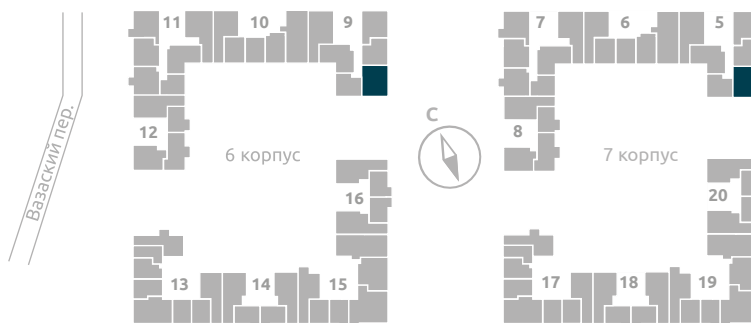 11 10 9 7 6 5
С
12 8
Вазаский пер.
6 корпус 7 корпус
16 20
13 14 15 17 18 19